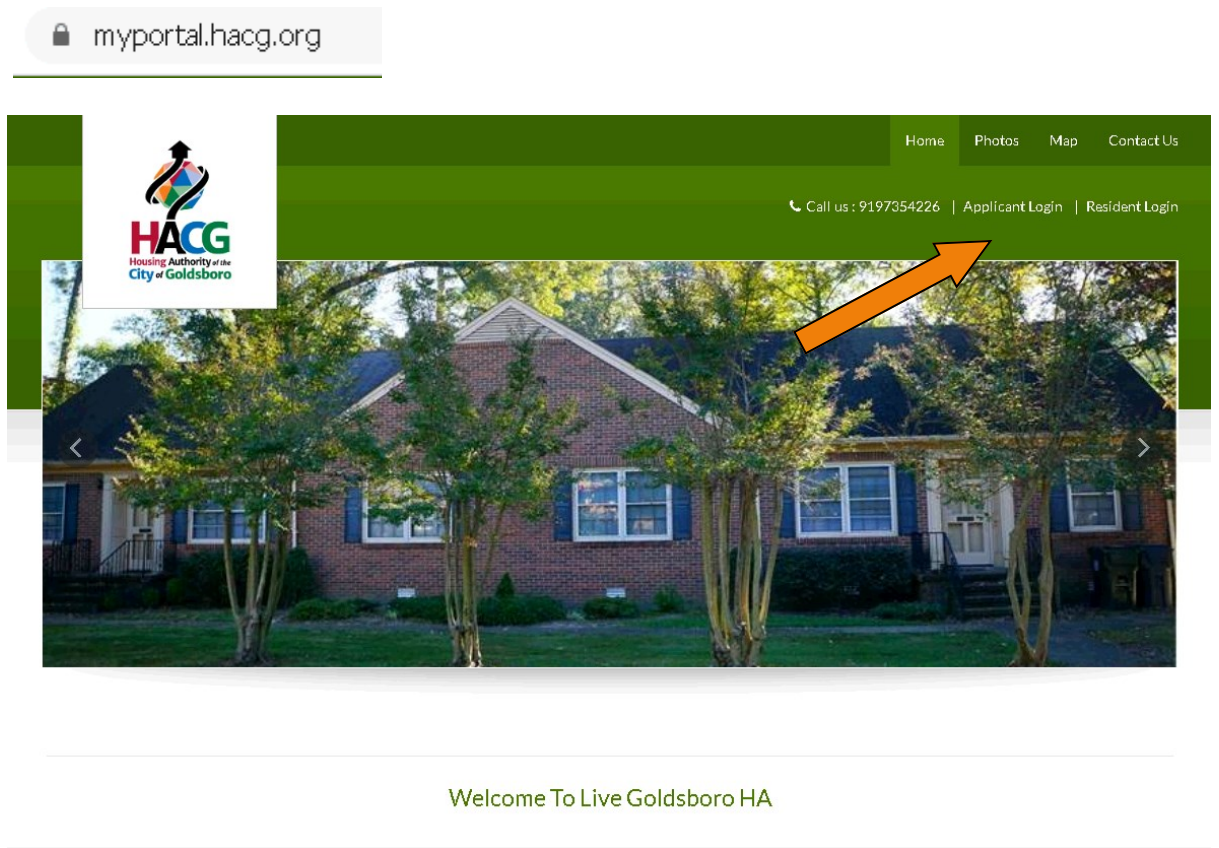 myportal.hacg.org
Home Photos Map Contact Us
Call us : 9197354226 | Applicant Login | Resident Login
HACG
Housing Authority of the
City of Goldsboro
Welcome To Live Goldsboro HA